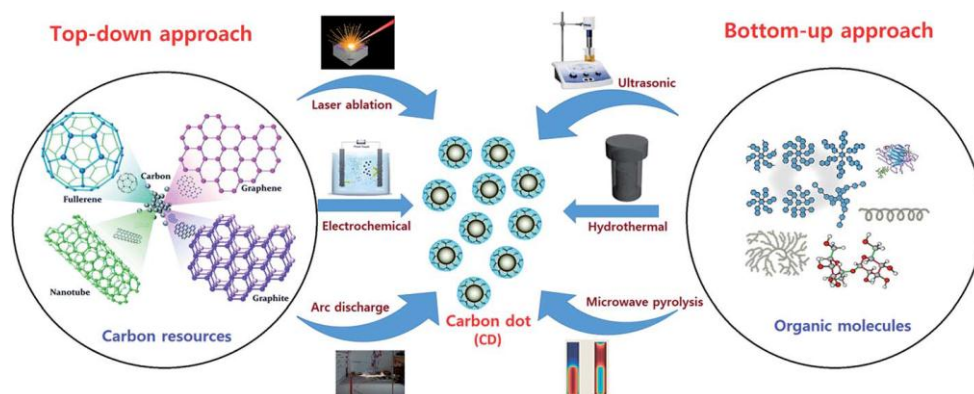 Top-down approach
Bottom-up approach
Laser ablation
Ultrasonic
Fullerene
Carbon
Graphene
Electrochemical
Hydrothermal
Nanotube
Graphite
Carbon resources
Arc discharge
Carbon dot
(CD)
Microwave pyrolysis
Organic molecules